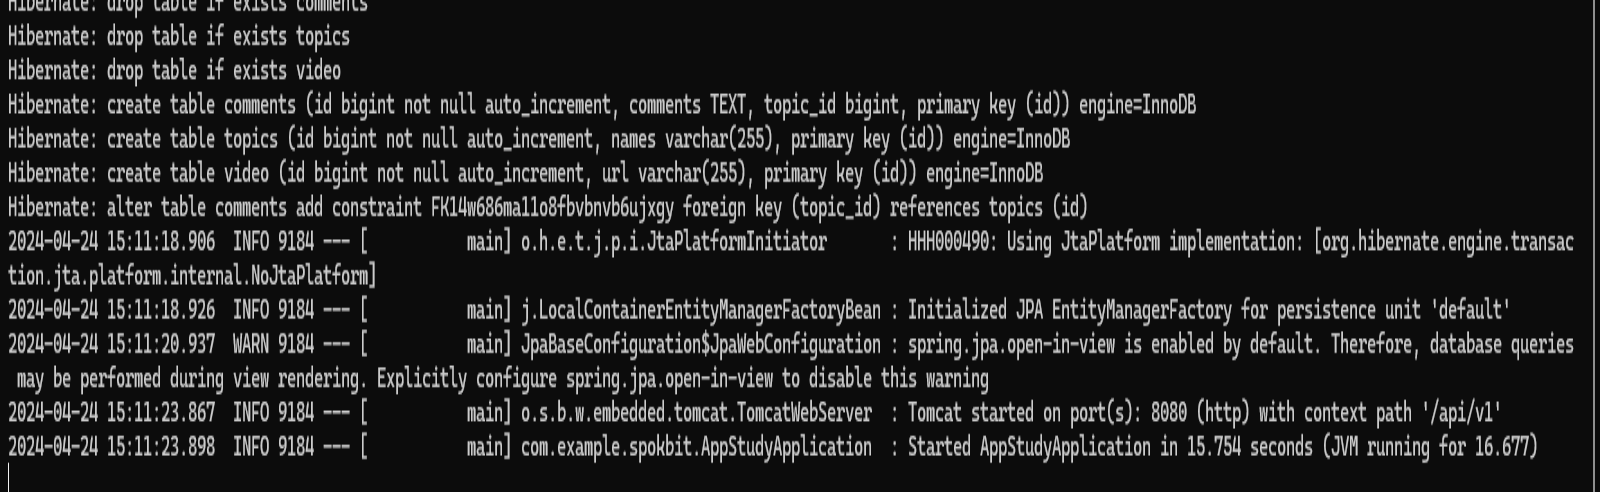 Hibernate: drop table if exists comments
Hibernate: drop table if exists topics
Hibernate: drop table if exists video
Hibernate: create table comments (id bigint not null auto_increment, comments TEXT, topic_id bigint, primary key (id)) engine=InnoDB
Hibernate: create table topics (id bigint not null auto_increment, names varchar(255), primary key (id)) engine=InnoDB
Hibernate: create table video (id bigint not null auto_increment, url varchar(255), primary key (id)) engine=InnoDB
Hibernate: alter table comments add constraint FK14w686ma11o8fbvbnvb6ujxgy foreign key (topic_id) references topics (id)
2024-04-24 15:11:18.906  INFO 9184 --- [           main] o.h.e.t.j.p.i.JtaPlatformInitiator       : HHH000490: Using JtaPlatform implementation: [org.hibernate.engine.transac
tion.jta.platform.internal.NoJtaPlatform]
2024-04-24 15:11:18.926  INFO 9184 --- [           main] j.LocalContainerEntityManagerFactoryBean : Initialized JPA EntityManagerFactory for persistence unit 'default'
2024-04-24 15:11:20.937  WARN 9184 --- [           main] JpaBaseConfiguration$JpaWebConfiguration : spring.jpa.open-in-view is enabled by default. Therefore, database queries
 may be performed during view rendering. Explicitly configure spring.jpa.open-in-view to disable this warning
2024-04-24 15:11:23.867  INFO 9184 --- [           main] o.s.b.w.embedded.tomcat.TomcatWebServer  : Tomcat started on port(s): 8080 (http) with context path '/api/v1'
2024-04-24 15:11:23.898  INFO 9184 --- [           main] com.example.spokbit.AppStudyApplication  : Started AppStudyApplication in 15.754 seconds (JVM running for 16.677)